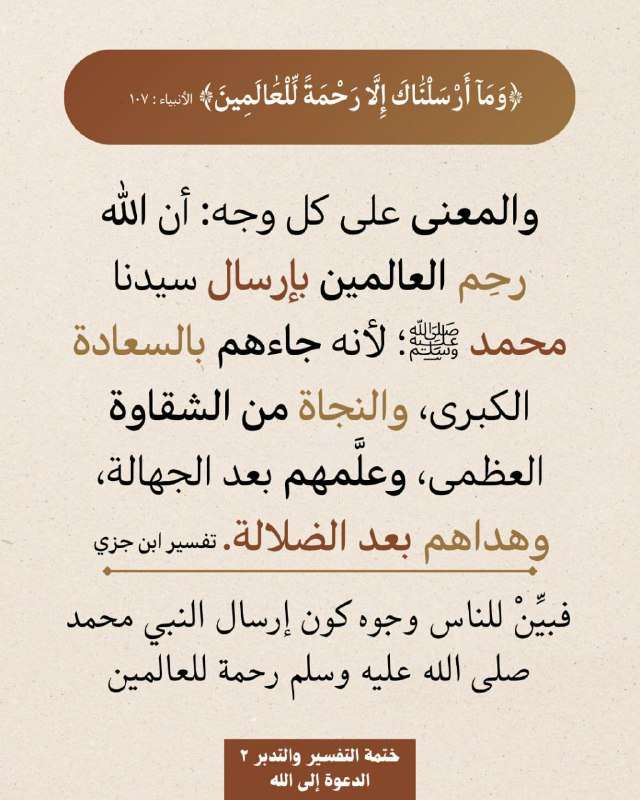 ﴿وَمَآ أَرْسَلْنَٰاكَ إِلَّا رَحْمَةً لِّلْعَٰالَمِينَ﴾ الأنبياء : ١٠٧
والمعنى على كل وجه: أن الله
رحِم العالمين بإرسال سيدنا
محمد ﷺ؛ لأنه جاءهم بالسعادة
الكبرى، والنجاة من الشقاوة
العظمى، وعلَّمهم بعد الجهالة،
وهداهم بعد الضلالة. تفسير ابن جزي
فبيِّنْ للناس وجوه كون إرسال النبي محمد
صلى الله عليه وسلم رحمة للعالمين
ختمة التفسير والتدبر ٢
الدعوة إلى الله